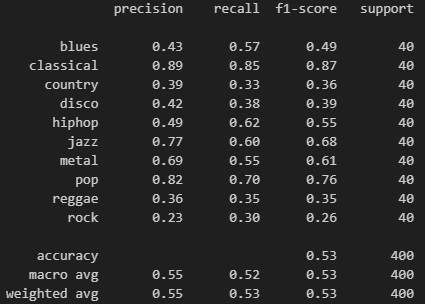 precision recall f1-score support
blues 0.43 0.57 0.49 40
classical 0.89 0.85 0.87 40
country 0.39 0.33 0.36 40
disco 0.42 0.38 0.39 40
hiphop 0.49 0.62 0.55 40
jazz 0.77 0.60 0.68 40
metal 0.69 0.55 0.61 40
pop 0.82 0.70 0.76 40
reggae 0.36 0.35 0.35 40
rock 0.23 0.30 0.26 40
accuracy 0.53 400
macro avg 0.55 0.52 0.53 400
weighted avg 0.55 0.53 0.53 400